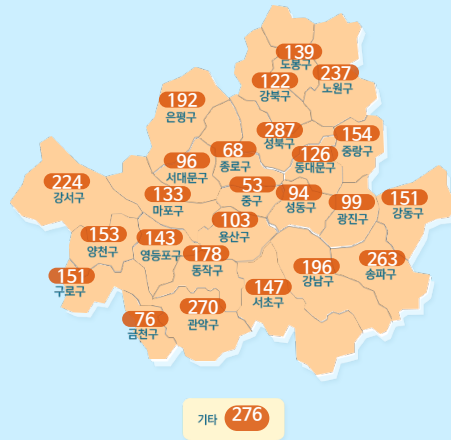 139
도봉구
237
노원구
122
강북구
192
은평구
287
성북구
154
중랑구
68
종로구
126
동대문구
96
서대문구
224
강서구
133
마포구
53
중구
94
성동구
99
광진구
151
강동구
103
용산구
153
양천구
143
영등포구
178
동작구
196
강남구
263
송파구
151
구로구
147
서초구
76
금천구
270
관악구
기타 276